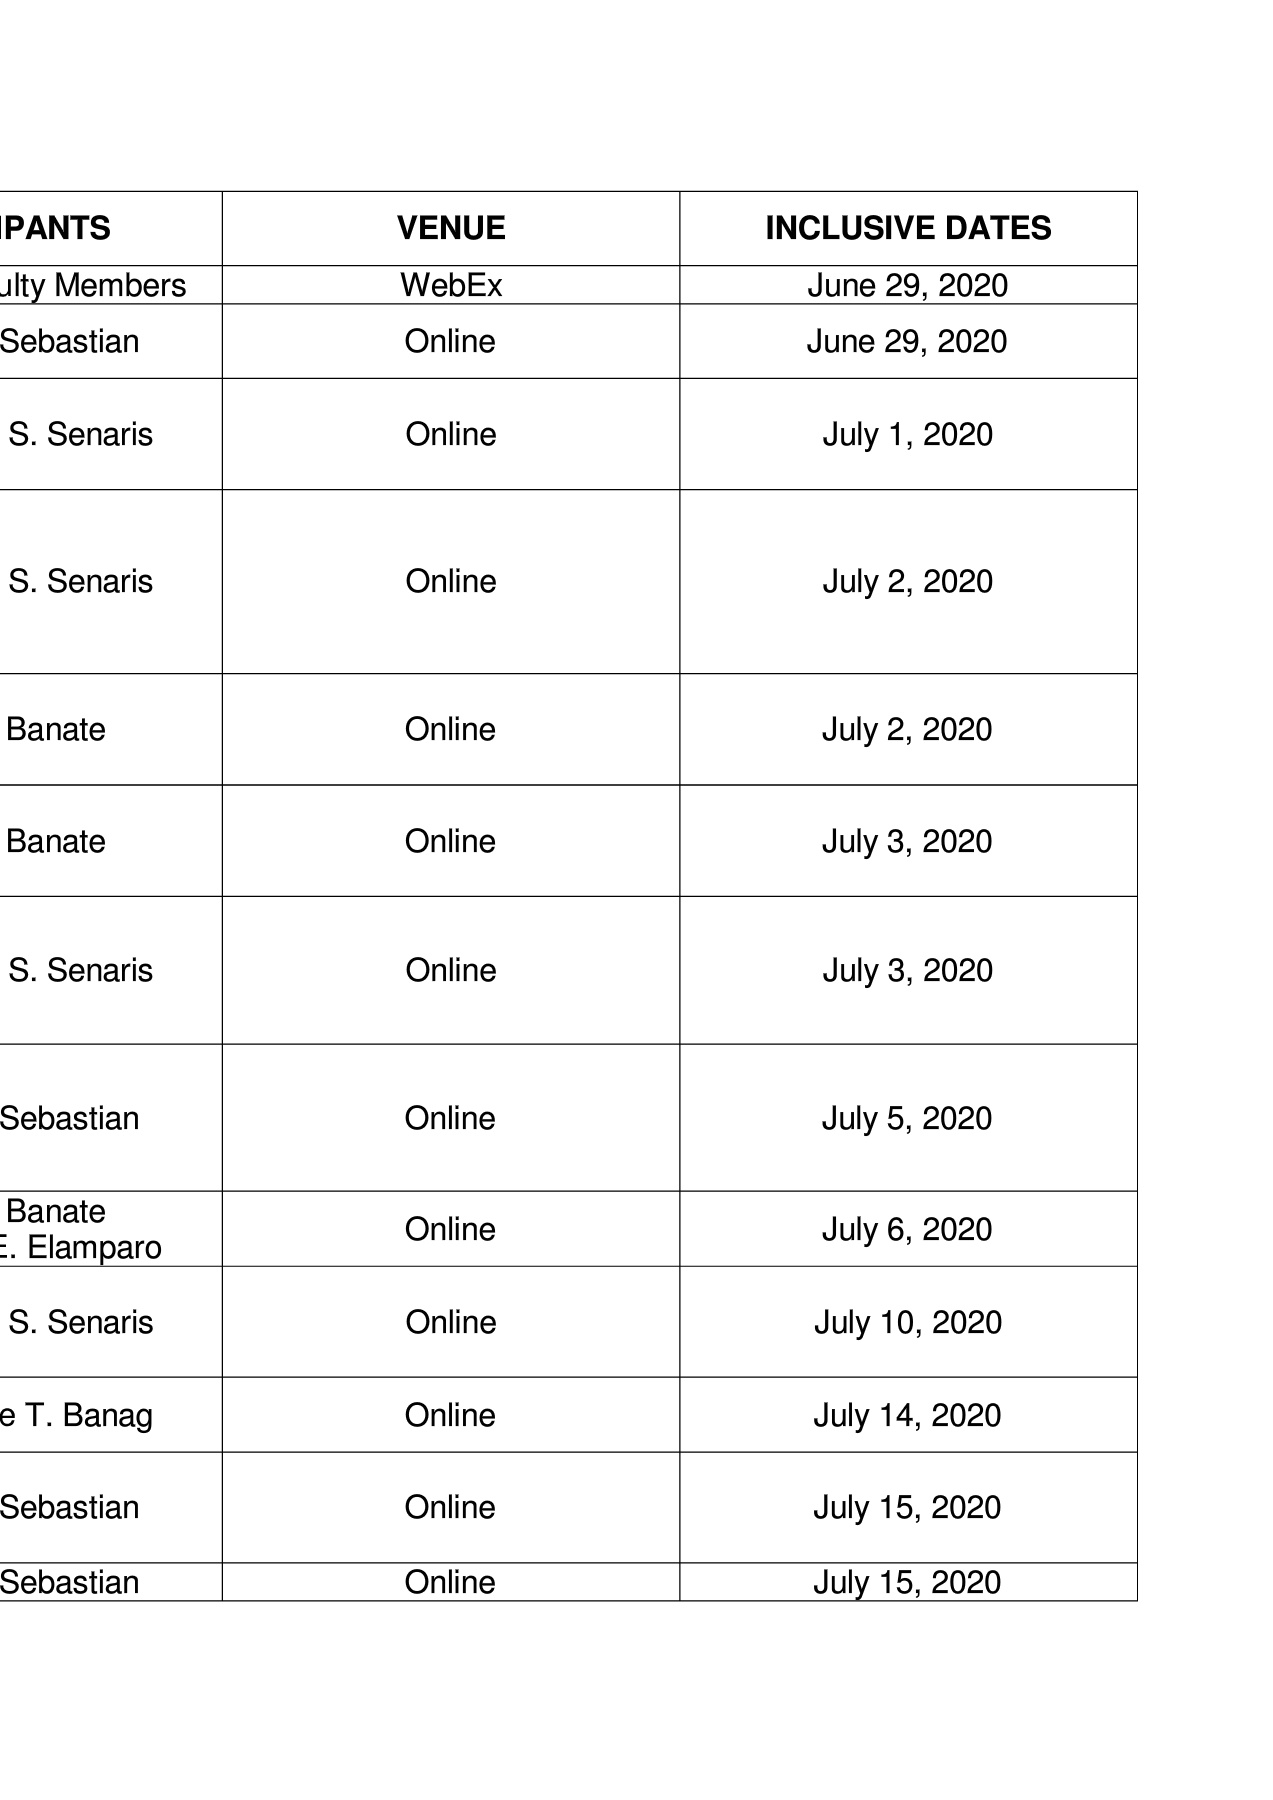 IPANTS VENUE INCLUSIVE DATES
ulty Members WebEx June 29, 2020
Sebastian Online June 29, 2020
S. Senaris Online July 1, 2020
S. Senaris Online July 2, 2020
Banate Online July 2, 2020
Banate Online July 3, 2020
S. Senaris Online July 3, 2020
Sebastian Online July 5, 2020
Banate
E. Elamparo Online July 6, 2020
S. Senaris Online July 10, 2020
e T. Banag Online July 14, 2020
Sebastian Online July 15, 2020
Sebastian Online July 15, 2020